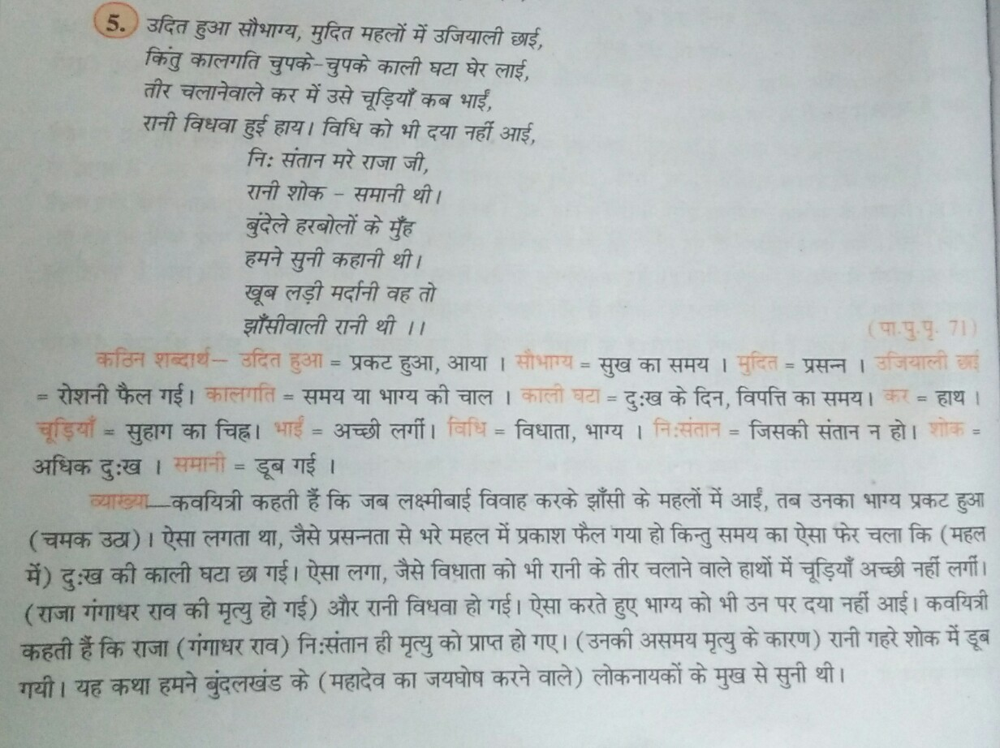 5. उदित हुआ सौभाग्य, मुदित महलों में उजियाली छाई,
किंतु कालगति चुपके-चुपके काली घटा घेर लाई,
तीर चलानेवाले कर में उसे चूड़ियाँ कब भाईं,
रानी विधवा हुई हाय। विधि को भी दया नहीं आई,
नि: संतान मरे राजा जी,
रानी शोक - समानी थी।
बुंदेले हरबोलों के मुँह
हमने सुनी कहानी थी।
खूब लड़ी मर्दानी वह तो
झाँसीवाली रानी थी ।।
(पा.पु.पृ. 71)
कठिन शब्दार्थ– उदित हुआ = प्रकट हुआ, आया । सौभाग्य = सुख का समय । मुदित = प्रसन्न । उजियाली छाई
= रोशनी फैल गई। कालगति = समय या भाग्य की चाल । काली घटा = दु:ख के दिन, विपत्ति का समय। कर = हाथ ।
चूड़ियाँ = सुहाग का चिह्न। भाईं = अच्छी लगीं। विधि = विधाता, भाग्य । नि:संतान = जिसकी संतान न हो। शोक =
अधिक दु:ख । समानी = डूब गई ।
व्याख्या—कवयित्री कहती हैं कि जब लक्ष्मीबाई विवाह करके झाँसी के महलों में आईं, तब उनका भाग्य प्रकट हुआ
(चमक उठा)। ऐसा लगता था, जैसे प्रसन्नता से भरे महल में प्रकाश फैल गया हो किन्तु समय का ऐसा फेर चला कि (महल
में) दु:ख की काली घटा छा गई। ऐसा लगा, जैसे विधाता को भी रानी के तीर चलाने वाले हाथों में चूड़ियाँ अच्छी नहीं लगीं।
(राजा गंगाधर राव की मृत्यु हो गई) और रानी विधवा हो गई। ऐसा करते हुए भाग्य को भी उन पर दया नहीं आई। कवयित्री
कहती हैं कि राजा (गंगाधर राव) नि:संतान ही मृत्यु को प्राप्त हो गए। (उनकी असमय मृत्यु के कारण) रानी गहरे शोक में डूब
गयी। यह कथा हमने बुंदलखंड के (महादेव का जयघोष करने वाले) लोकनायकों के मुख से सुनी थी।